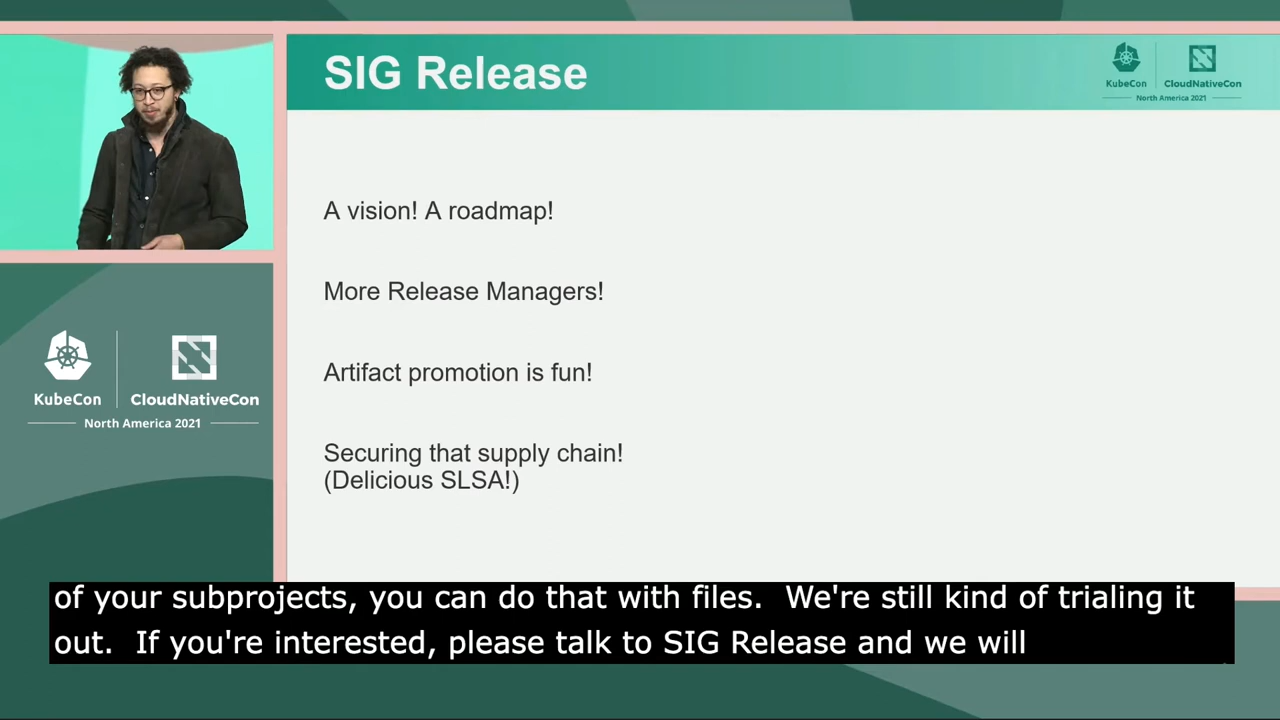 SIG Release
KubeCon
CloudNativeCon
North America 2021
A vision! A roadmap!
More Release Managers!
Artifact promotion is fun!
Securing that supply chain!
(Delicious SLSA!)
KubeCon
CloudNativeCon
North America 2021
of your subprojects, you can do that with files.  We're still kind of trialing it
out.  If you're interested, please talk to SIG Release and we will